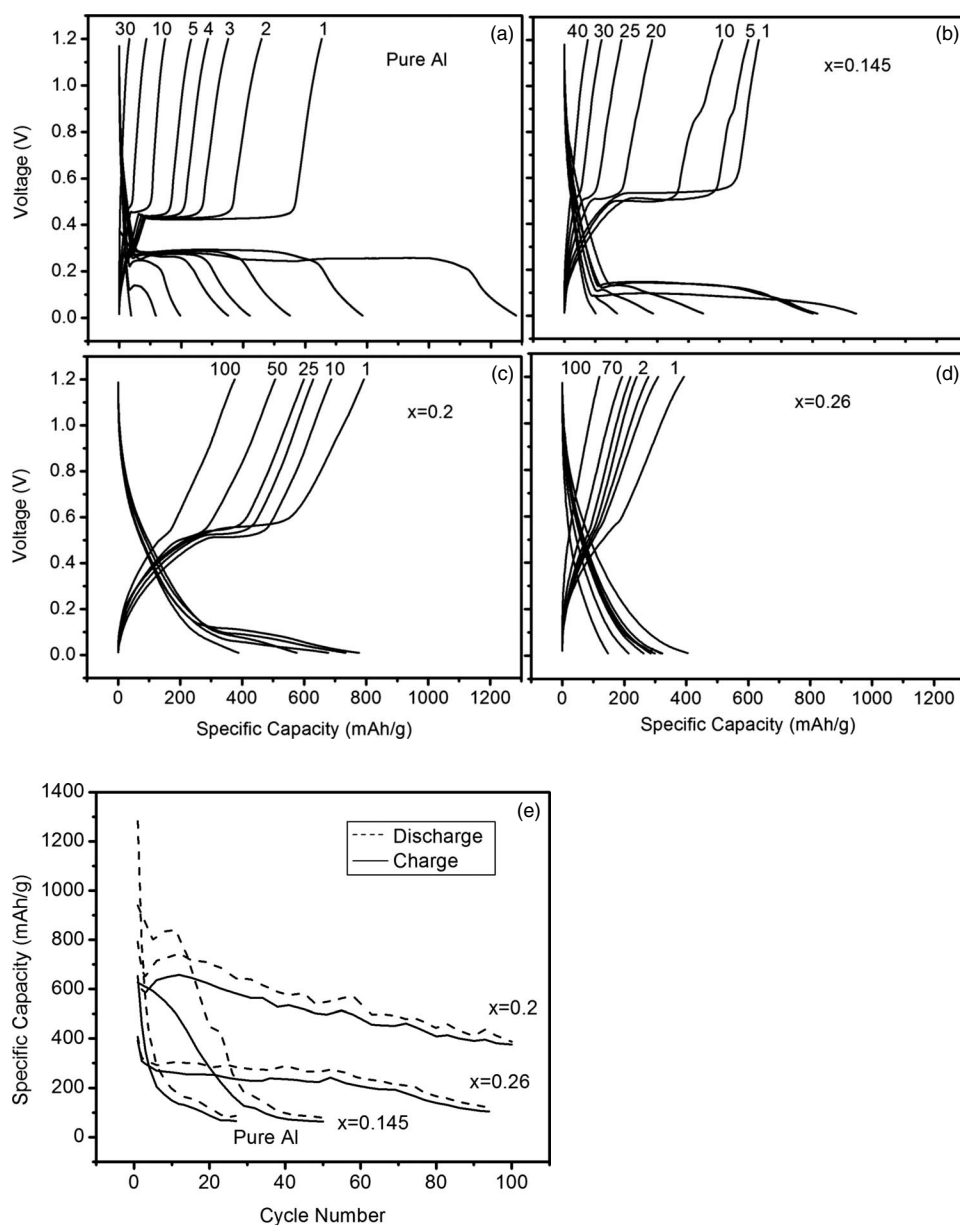 30 10 5 4 3 2 1 (a)
Pure Al
1.2
1.0
0.8
0.6
0.4
0.2
0.0
Voltage (V)
40 30 25 20 10 5 1 (b)
x=0.145
100 50 25 10 1 (c)
x=0.2
1.2
1.0
0.8
0.6
0.4
0.2
0.0
Voltage (V)
0 200 400 600 800 1000 1200
Specific Capacity (mAh/g)
100 70 2 1 (d)
x=0.26
0 200 400 600 800 1000 1200
Specific Capacity (mAh/g)
(e)
1400
1200
1000
800
600
400
200
0
Specific Capacity (mAh/g)
Discharge
Charge
x=0.2
x=0.26
x=0.145
Pure Al
0 20 40 60 80 100
Cycle Number